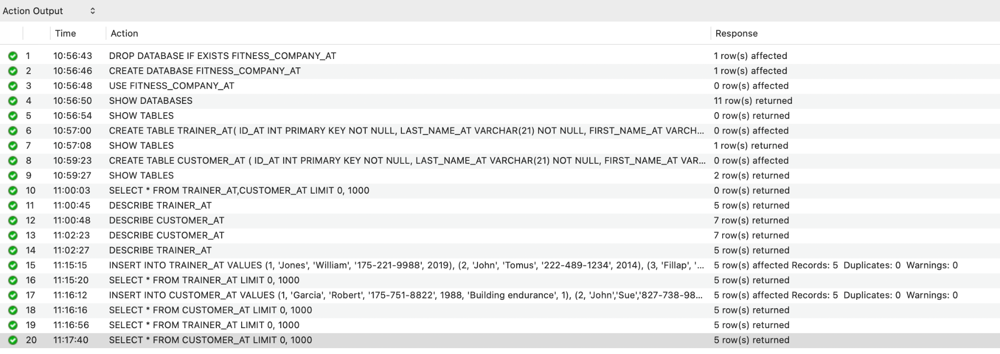 Action Output
Time Action Response
1 10:56:43 DROP DATABASE IF EXISTS FITNESS_COMPANY_AT 1 row(s) affected
2 10:56:46 CREATE DATABASE FITNESS_COMPANY_AT 1 row(s) affected
3 10:56:48 USE FITNESS_COMPANY_AT 0 row(s) affected
4 10:56:50 SHOW DATABASES 11 row(s) returned
5 10:56:54 SHOW TABLES 0 row(s) returned
6 10:57:00 CREATE TABLE TRAINER_AT( ID_AT INT PRIMARY KEY NOT NULL, LAST_NAME_AT VARCHAR(21) NOT NULL, FIRST_NAME_AT VARCH... 0 row(s) affected
7 10:57:08 SHOW TABLES 1 row(s) returned
8 10:59:23 CREATE TABLE CUSTOMER_AT ( ID_AT INT PRIMARY KEY NOT NULL, LAST_NAME_AT VARCHAR(21) NOT NULL, FIRST_NAME_AT VAR... 0 row(s) affected
9 10:59:27 SHOW TABLES 2 row(s) returned
10 11:00:03 SELECT * FROM TRAINER_AT,CUSTOMER_AT LIMIT 0, 1000 0 row(s) returned
11 11:00:45 DESCRIBE TRAINER_AT 5 row(s) returned
12 11:00:48 DESCRIBE CUSTOMER_AT 7 row(s) returned
13 11:02:23 DESCRIBE CUSTOMER_AT 7 row(s) returned
14 11:02:27 DESCRIBE TRAINER_AT 5 row(s) returned
15 11:15:15 INSERT INTO TRAINER_AT VALUES (1, 'Jones', 'William', '175-221-9988', 2019), (2, 'John', 'Tomus', '222-489-1234', 2014), (3, 'Fillap', '... 5 row(s) affected Records: 5 Duplicates: 0 Warnings: 0
16 11:15:20 SELECT * FROM TRAINER_AT LIMIT 0, 1000 5 row(s) returned
17 11:16:12 INSERT INTO CUSTOMER_AT VALUES (1, 'Garcia', 'Robert', '175-751-8822', 1988, 'Building endurance', 1), (2, 'John','Sue','827-738-98... 5 row(s) affected Records: 5 Duplicates: 0 Warnings: 0
18 11:16:16 SELECT * FROM CUSTOMER_AT LIMIT 0, 1000 5 row(s) returned
19 11:16:56 SELECT * FROM TRAINER_AT LIMIT 0, 1000 5 row(s) returned
20 11:17:40 SELECT * FROM CUSTOMER_AT LIMIT 0, 1000 5 row(s) returned